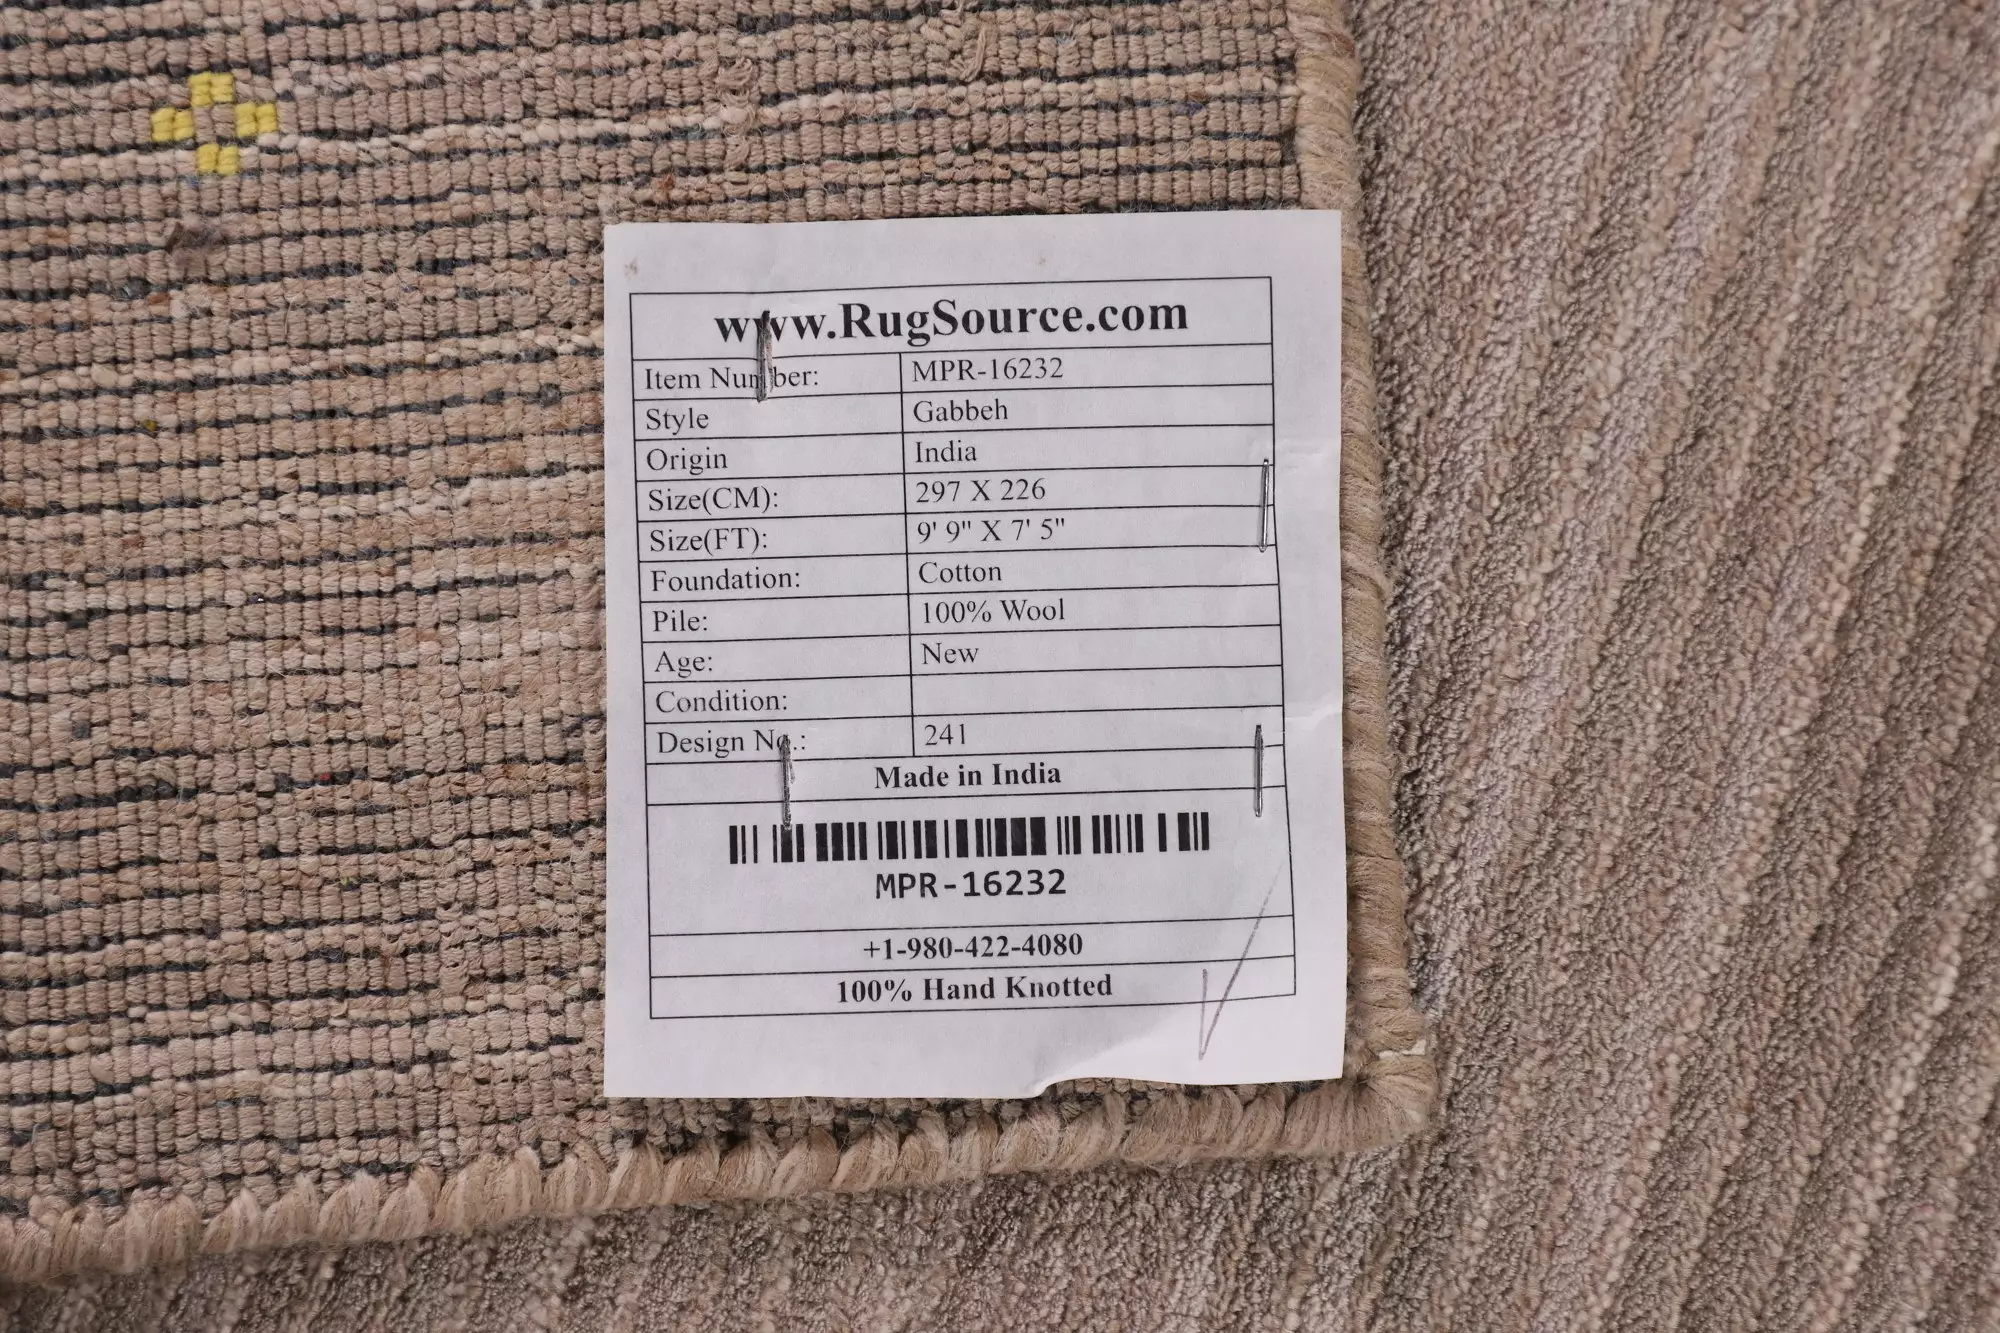 www.RugSource.com
Item Number: MPR-16232
Style Gabbeh
Origin India
Size(CM): 297 X 226
Size(FT): 9' 9" X 7' 5"
Foundation: Cotton
Pile: 100% Wool
Age: New
Condition:
Design No.: 241
Made in India
MPR-16232
+1-980-422-4080
100% Hand Knotted